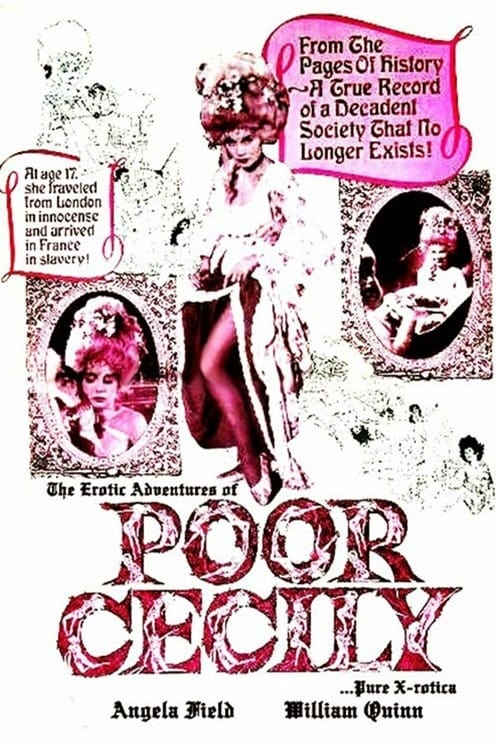 From The
Pages Of History
~A True Record
of a Decadent
Society That No
Longer Exists!
At age 17...
she traveled
from London
in innocense
and arrived
in France
in slavery!
The Erotic Adventures of
POOR
CECILY
...Pure X-rotica
Angela Field William Quinn